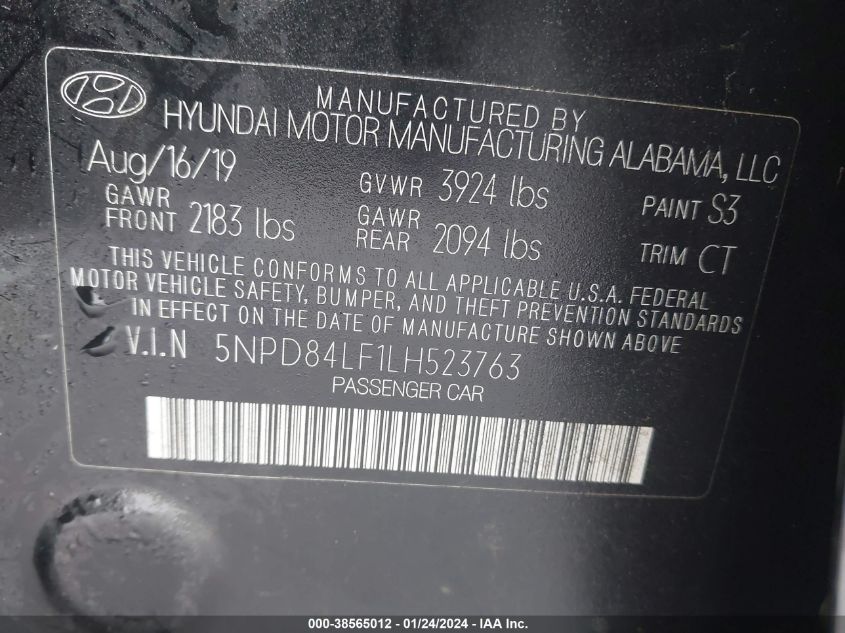 MANUFACTURED BY
HYUNDAI MOTOR MANUFACTURING ALABAMA, LLC
Aug/16/19 GVWR 3924 lbs PAINT S3
GAWR FRONT 2183 lbs GAWR REAR 2094 lbs TRIM CT
THIS VEHICLE CONFORMS TO ALL APPLICABLE U.S.A. FEDERAL
MOTOR VEHICLE SAFETY, BUMPER, AND THEFT PREVENTION STANDARDS
IN EFFECT ON THE DATE OF MANUFACTURE SHOWN ABOVE.
V.I.N 5NPD84LF1LH523763
PASSENGER CAR
000-38565012 - 01/24/2024 - IAA Inc.